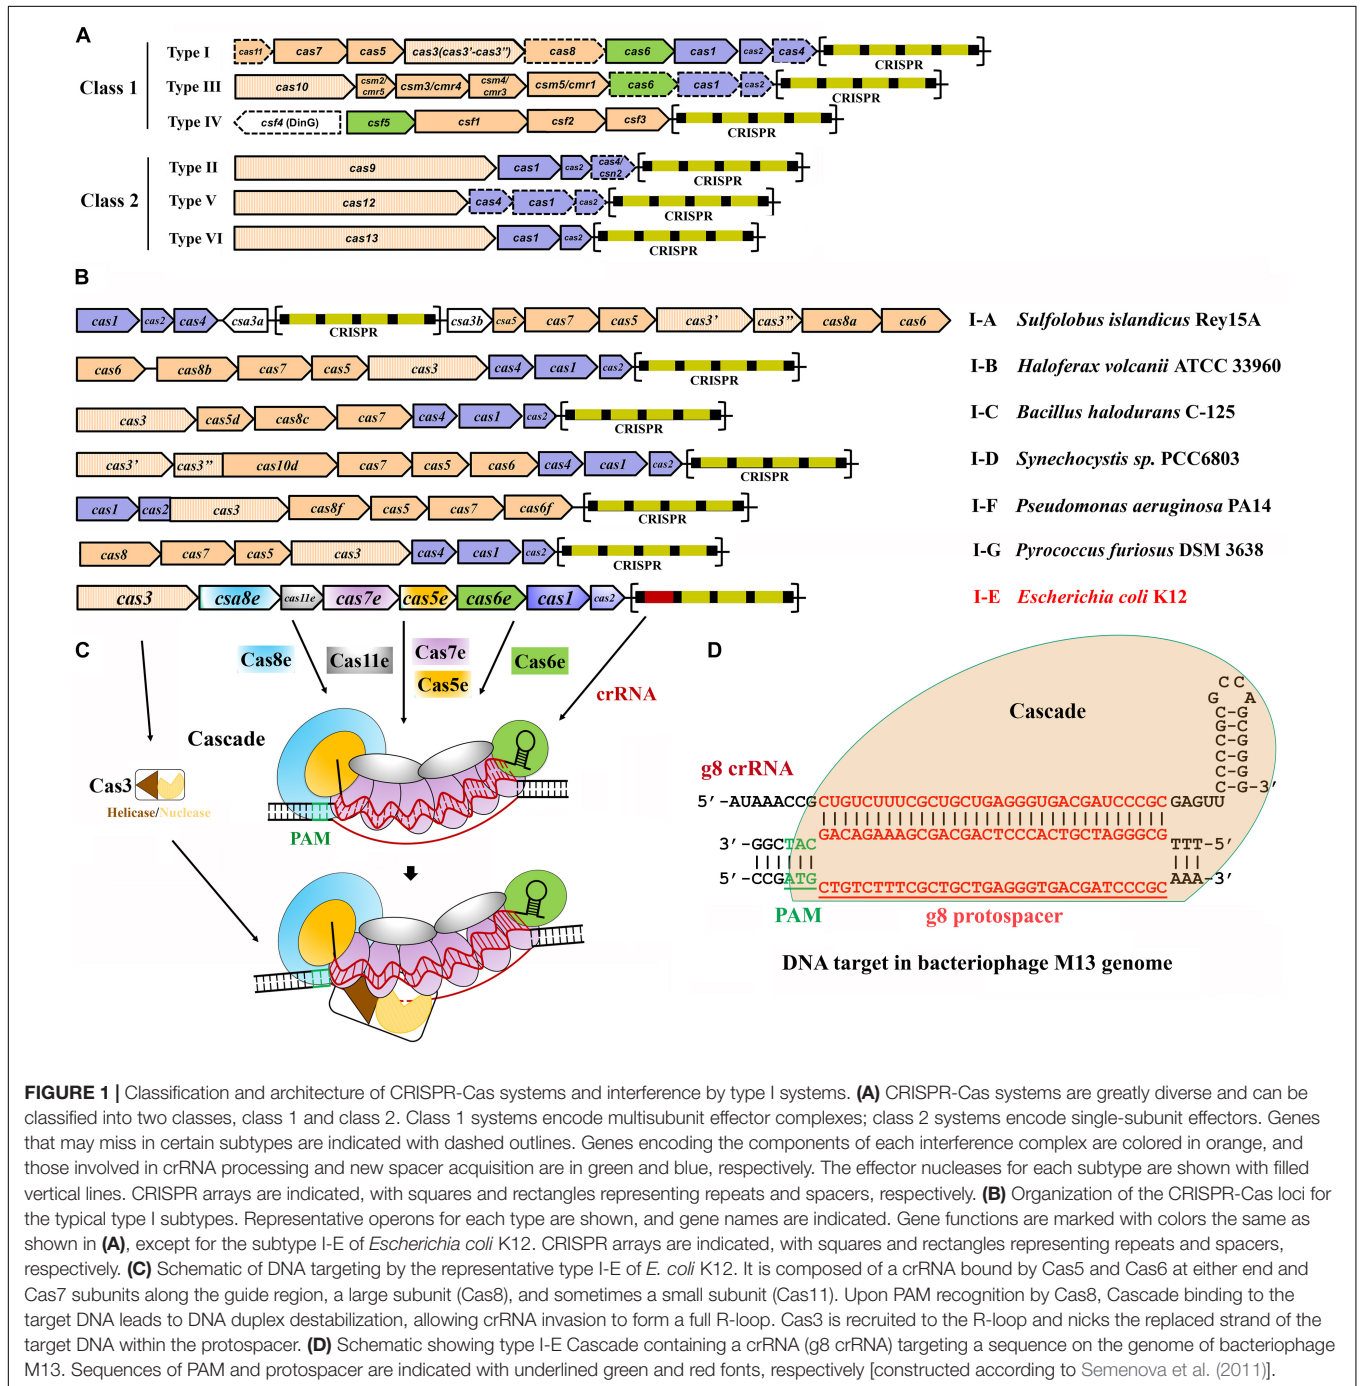 A
Class 1
Type I
cas11 cas7 cas5 cas3(cas3'-cas3'') cas8 cas6 cas1 cas2 cas4
CRISPR
Type III
cas10 csm2/cmr5 csm3/cmr4 csm4/cmr3 csm5/cmr1 cas6 cas1 cas2
CRISPR
Type IV
csf4 (DinG) csf5 csf1 csf2 csf3
CRISPR
Class 2
Type II
cas9 cas1 cas2 cas4/csn2
CRISPR
Type V
cas12 cas4 cas1 cas2
CRISPR
Type VI
cas13 cas1 cas2
CRISPR
B
cas1 cas2 cas4 csa3a CRISPR csa3b csa5 cas7 cas5 cas3' cas3'' cas8a cas6 I-A Sulfolobus islandicus Rey15A
cas6 cas8b cas7 cas5 cas3 cas4 cas1 cas2 CRISPR I-B Haloferax volcanii ATCC 33960
cas3 cas5d cas8c cas7 cas4 cas1 cas2 CRISPR I-C Bacillus halodurans C-125
cas3' cas3'' cas10d cas7 cas5 cas6 cas4 cas1 cas2 CRISPR I-D Synechocystis sp. PCC6803
cas1 cas2 cas3 cas8f cas5 cas7 cas6f CRISPR I-F Pseudomonas aeruginosa PA14
cas8 cas7 cas5 cas3 cas4 cas1 cas2 CRISPR I-G Pyrococcus furiosus DSM 3638
cas3 csa8e cas11e cas7e cas5e cas6e cas1 cas2 I-E Escherichia coli K12
C
Cas8e
Cas11e
Cas7e
Cas5e
Cas6e
crRNA
Cascade
Cas3
Helicase/Nuclease
PAM
D
Cascade
C C
G A
C-G
G-C
C-G
C-G
C-G
C-G-3'
g8 crRNA
5'-AUAAACCG CUGUCUUUCGCUGCUGAGGGUGACGAUCCCGC GAGUU
GACAGAAAGCGACGACTCCCACTGCTAGGGCG
3'-GGCTAC TTT-5'
5'-CCGATG AAA-3'
CTGTCTTTCGCTGCTGAGGGTGACGATCCCGC
PAM
g8 protospacer
DNA target in bacteriophage M13 genome
FIGURE 1 | Classification and architecture of CRISPR-Cas systems and interference by type I systems. (A) CRISPR-Cas systems are greatly diverse and can be
classified into two classes, class 1 and class 2. Class 1 systems encode multisubunit effector complexes; class 2 systems encode single-subunit effectors. Genes
that may miss in certain subtypes are indicated with dashed outlines. Genes encoding the components of each interference complex are colored in orange, and
those involved in crRNA processing and new spacer acquisition are in green and blue, respectively. The effector nucleases for each subtype are shown with filled
vertical lines. CRISPR arrays are indicated, with squares and rectangles representing repeats and spacers, respectively. (B) Organization of the CRISPR-Cas loci for
the typical type I subtypes. Representative operons for each type are shown, and gene names are indicated. Gene functions are marked with colors the same as
shown in (A), except for the subtype I-E of Escherichia coli K12. CRISPR arrays are indicated, with squares and rectangles representing repeats and spacers,
respectively. (C) Schematic of DNA targeting by the representative type I-E of E. coli K12. It is composed of a crRNA bound by Cas5 and Cas6 at either end and
Cas7 subunits along the guide region, a large subunit (Cas8), and sometimes a small subunit (Cas11). Upon PAM recognition by Cas8, Cascade binding to the
target DNA leads to DNA duplex destabilization, allowing crRNA invasion to form a full R-loop. Cas3 is recruited to the R-loop and nicks the replaced strand of the
target DNA within the protospacer. (D) Schematic showing type I-E Cascade containing a crRNA (g8 crRNA) targeting a sequence on the genome of bacteriophage
M13. Sequences of PAM and protospacer are indicated with underlined green and red fonts, respectively [constructed according to Semenova et al. (2011)].